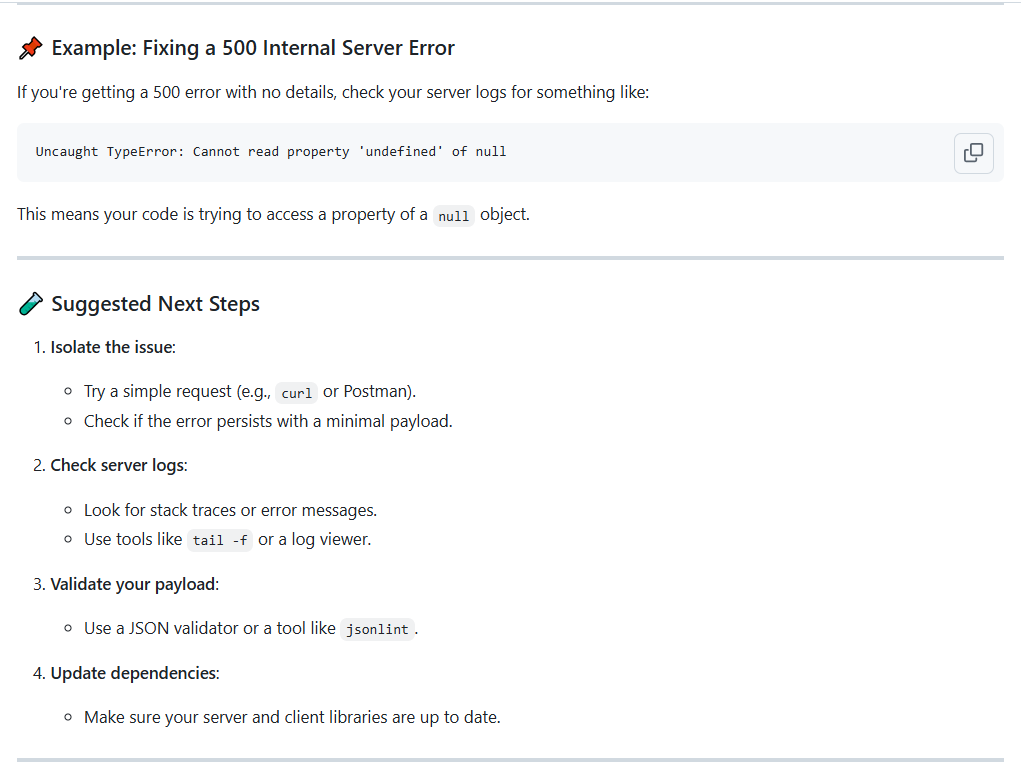 Example: Fixing a 500 Internal Server Error
If you're getting a 500 error with no details, check your server logs for something like:
Uncaught TypeError: Cannot read property 'undefined' of null
This means your code is trying to access a property of a null object.
Suggested Next Steps
1. Isolate the issue:
Try a simple request (e.g., curl or Postman).
Check if the error persists with a minimal payload.
2. Check server logs:
Look for stack traces or error messages.
Use tools like tail -f or a log viewer.
3. Validate your payload:
Use a JSON validator or a tool like jsonlint.
4. Update dependencies:
Make sure your server and client libraries are up to date.